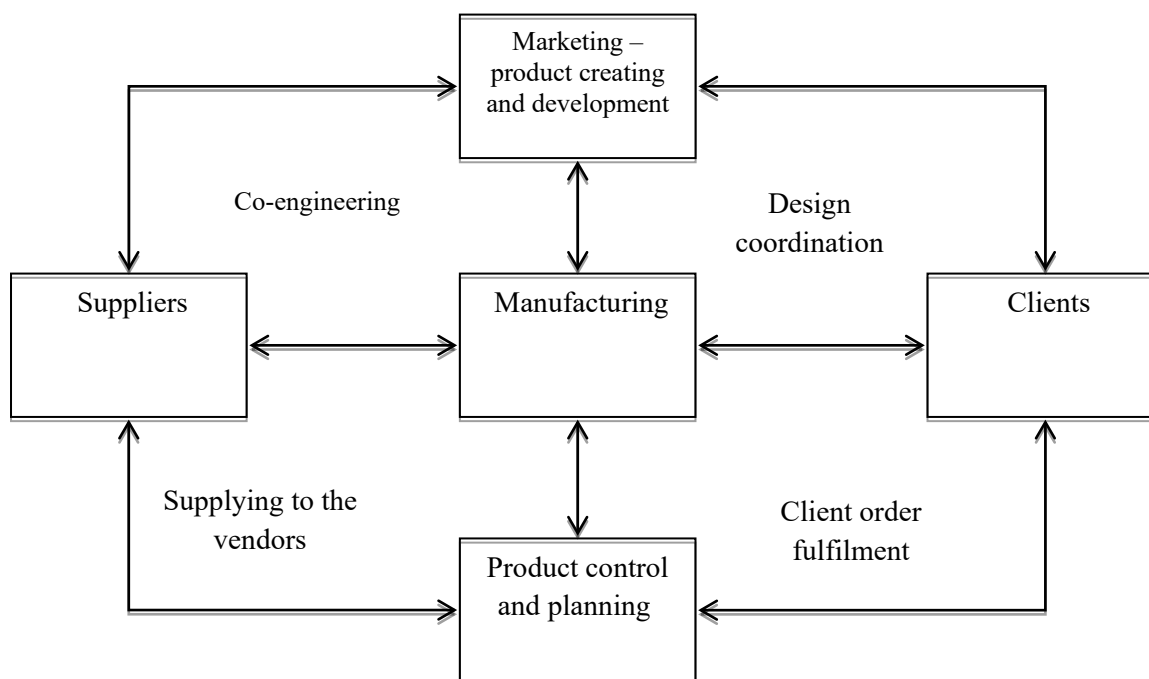 Marketing –
product creating
and development
Co-engineering
Design
coordination
Suppliers
Manufacturing
Clients
Supplying to the
vendors
Client order
fulfilment
Product control
and planning